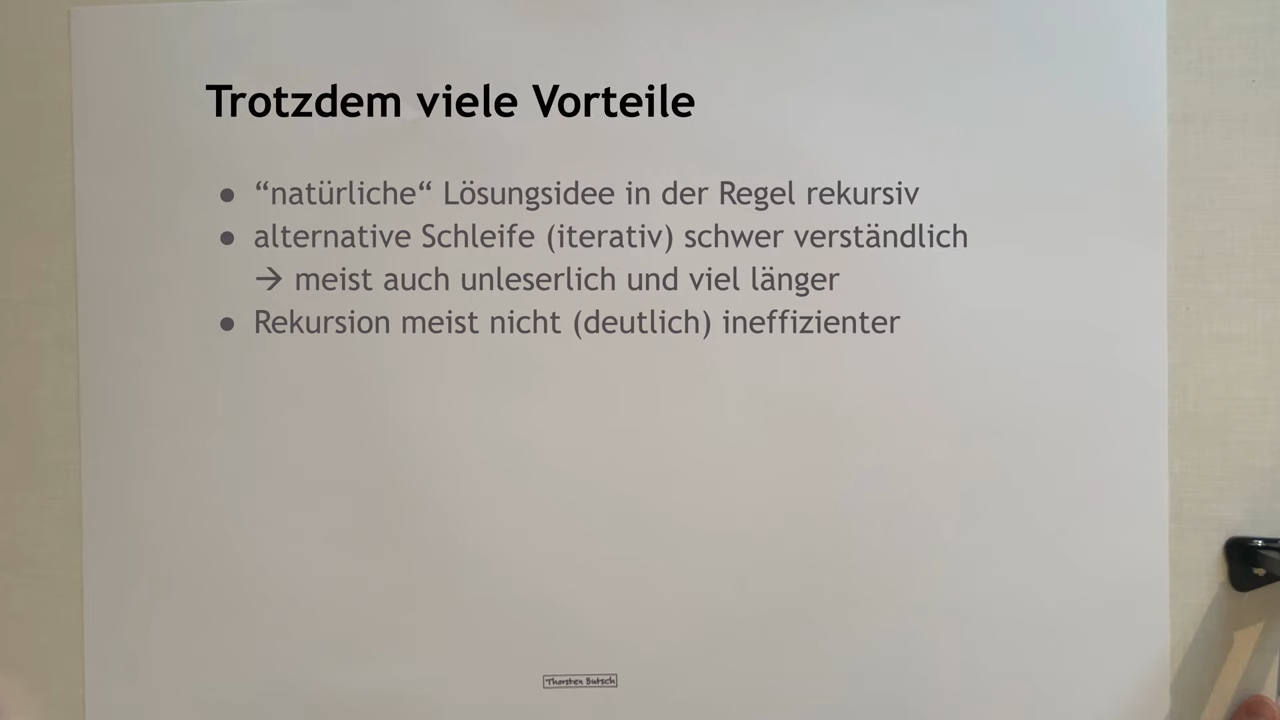 Trotzdem viele Vorteile
● “natürliche“ Lösungsidee in der Regel rekursiv
● alternative Schleife (iterativ) schwer verständlich
→ meist auch unleserlich und viel länger
● Rekursion meist nicht (deutlich) ineffizienter
Thorsten Butsch